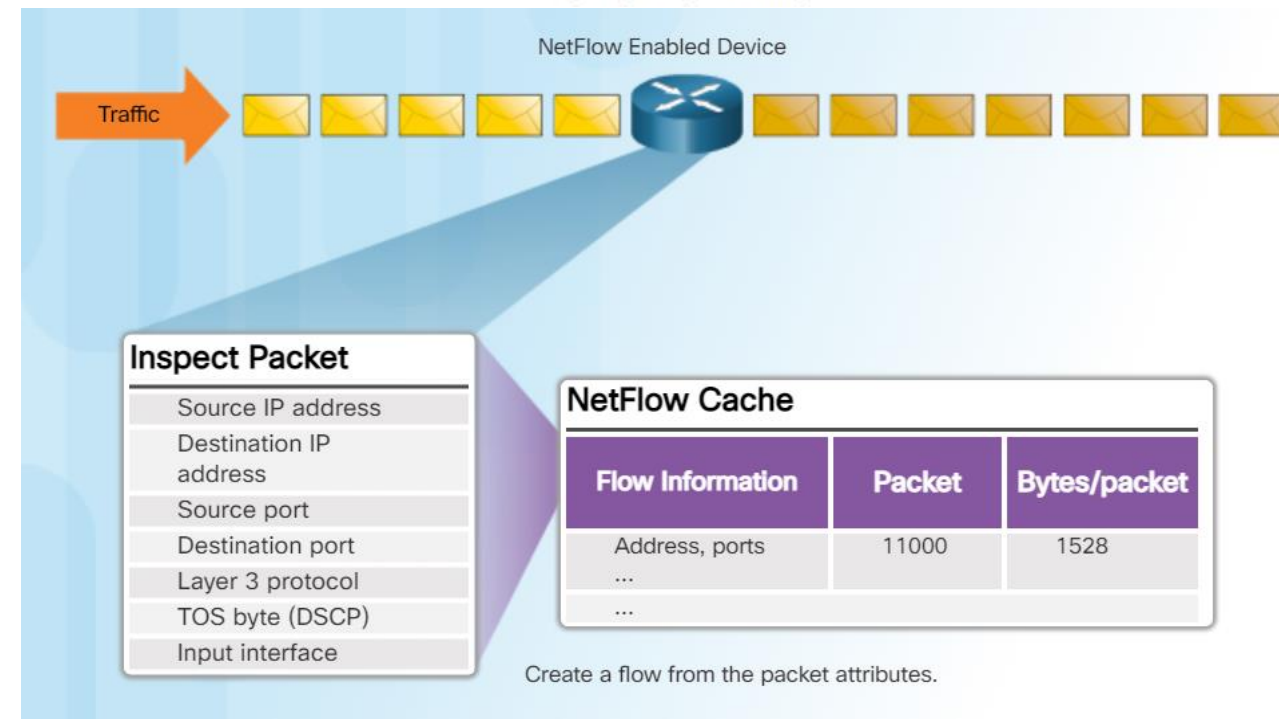 NetFlow Enabled Device
Traffic
Inspect Packet
Source IP address
Destination IP
address
Source port
Destination port
Layer 3 protocol
TOS byte (DSCP)
Input interface
NetFlow Cache
Flow Information Packet Bytes/packet
Address, ports 11000 1528
...
...
Create a flow from the packet attributes.